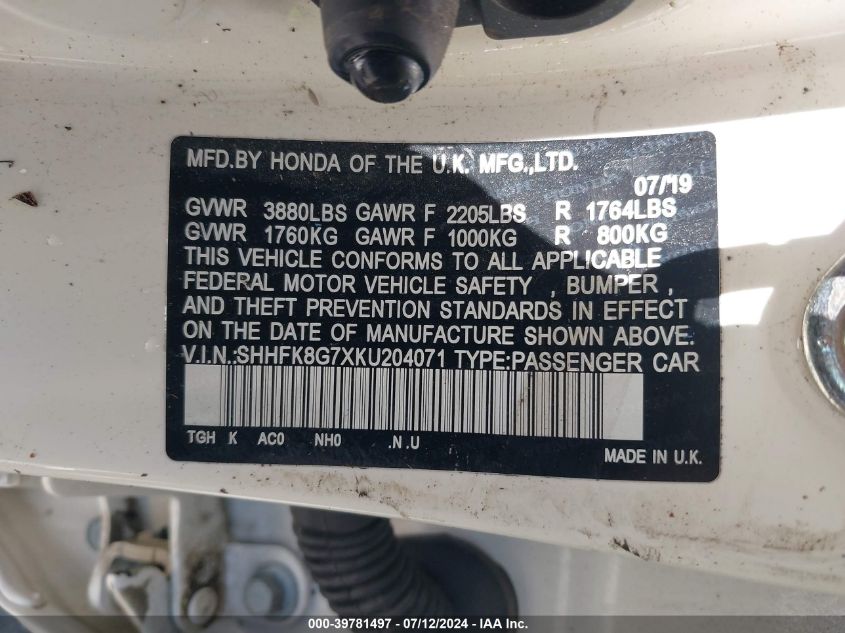 MFD.BY HONDA OF THE U.K. MFG.,LTD.
07/19
GVWR 3880LBS GAWR F 2205LBS R 1764LBS
GVWR 1760KG GAWR F 1000KG R 800KG
THIS VEHICLE CONFORMS TO ALL APPLICABLE
FEDERAL MOTOR VEHICLE SAFETY , BUMPER ,
AND THEFT PREVENTION STANDARDS IN EFFECT
ON THE DATE OF MANUFACTURE SHOWN ABOVE.
V.I.N.:SHHFK8G7XKU204071 TYPE:PASSENGER CAR
TGH K AC0 NH0 .N .U
MADE IN U.K.
000-39781497 - 07/12/2024 - IAAI.COM